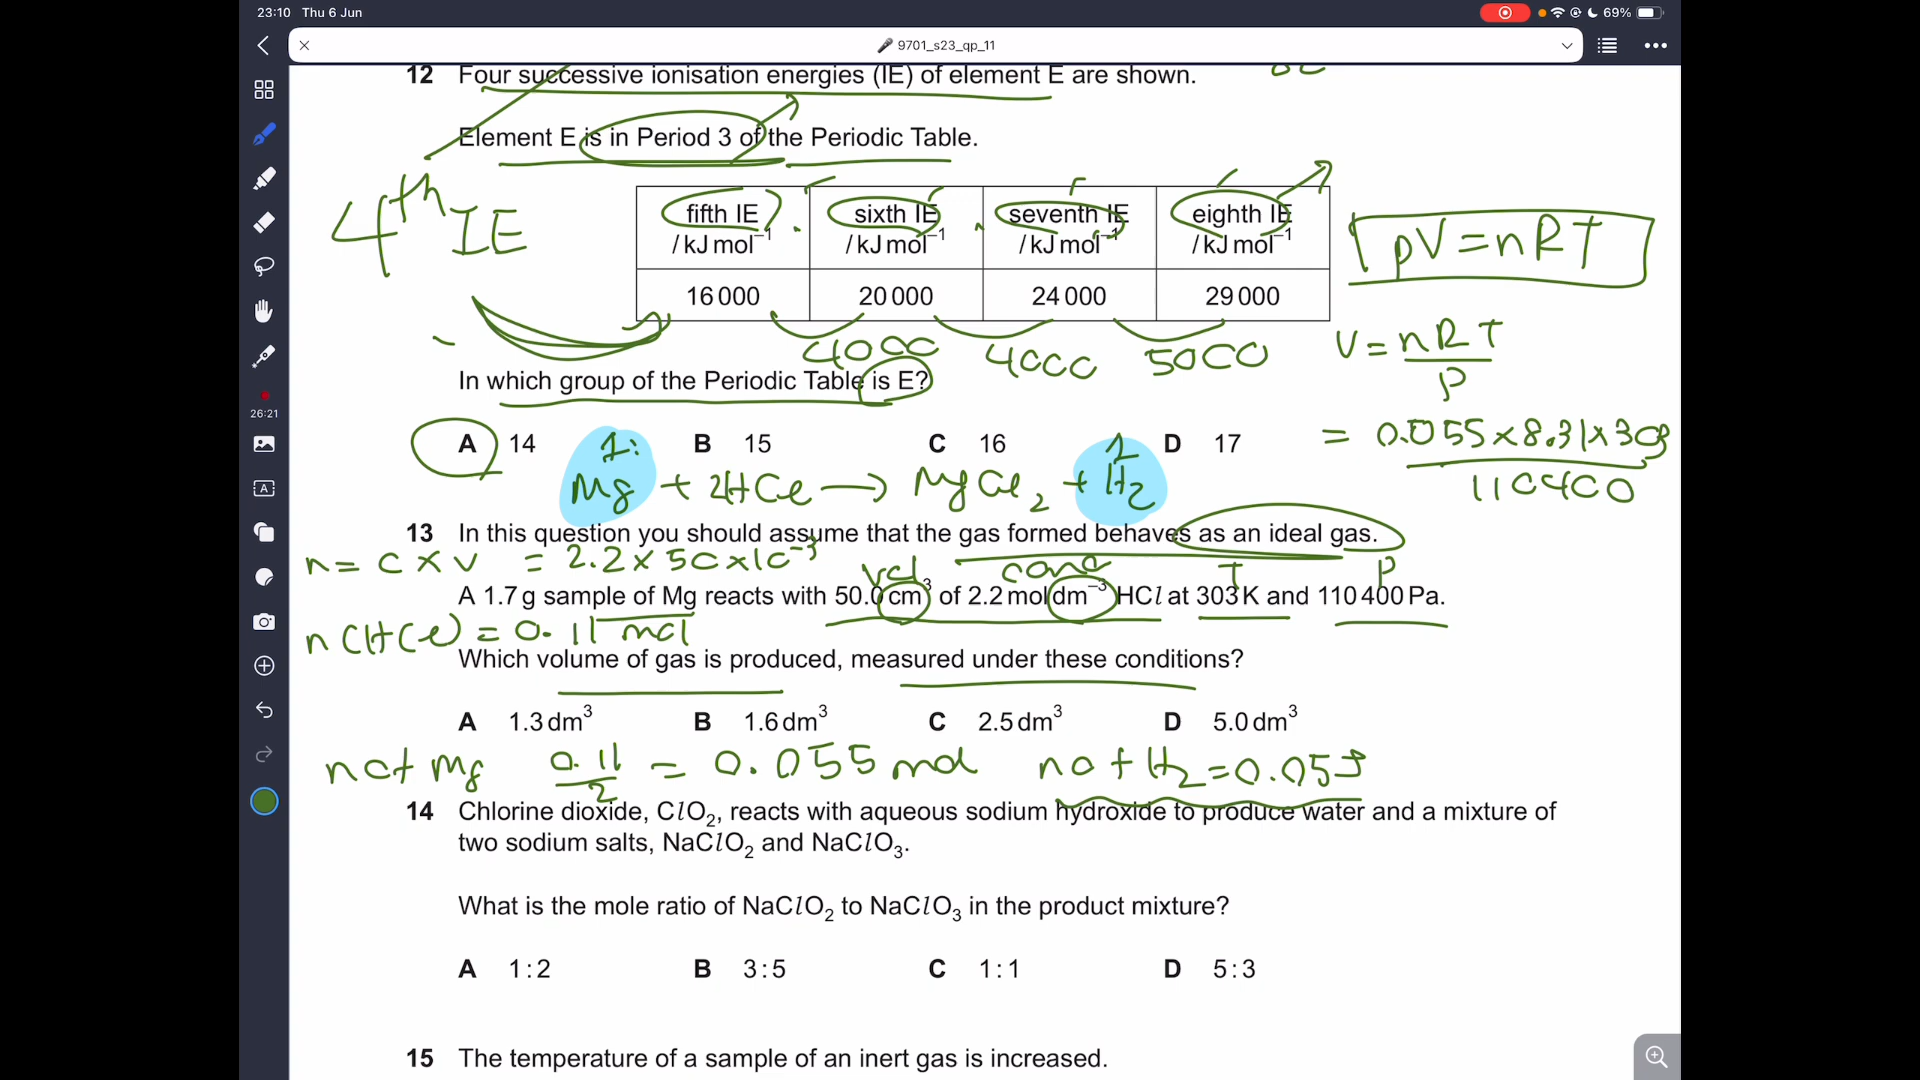 23:10 Thu 6 Jun
69%
9701_s23_qp_11
12 Four successive ionisation energies (IE) of element E are shown.
Element E is in Period 3 of the Periodic Table.
4th IE
fifth IE /kJ mol⁻¹ sixth IE /kJ mol⁻¹ seventh IE /kJ mol⁻¹ eighth IE /kJ mol⁻¹
16 000 20 000 24 000 29 000
pV = nRT
4000 4000 5000
V = nRT / P
In which group of the Periodic Table is E?
= 0.055 × 8.31 × 303 / 110400
A 14 B 15 C 16 D 17
1: 1
Mg + 2HCl → MgCl₂ + H₂
26:21
13 In this question you should assume that the gas formed behaves as an ideal gas.
n = c × v = 2.2 × 50 × 10⁻³
vol conc T P
A 1.7 g sample of Mg reacts with 50.0 cm³ of 2.2 mol dm⁻³ HCl at 303 K and 110 400 Pa.
n(HCl) = 0.11 mol
Which volume of gas is produced, measured under these conditions?
A 1.3 dm³ B 1.6 dm³ C 2.5 dm³ D 5.0 dm³
n of Mg 0.11 / 2 = 0.055 mol n of H₂ = 0.055
14 Chlorine dioxide, ClO₂, reacts with aqueous sodium hydroxide to produce water and a mixture of
two sodium salts, NaClO₂ and NaClO₃.
What is the mole ratio of NaClO₂ to NaClO₃ in the product mixture?
A 1 : 2 B 3 : 5 C 1 : 1 D 5 : 3
15 The temperature of a sample of an inert gas is increased.